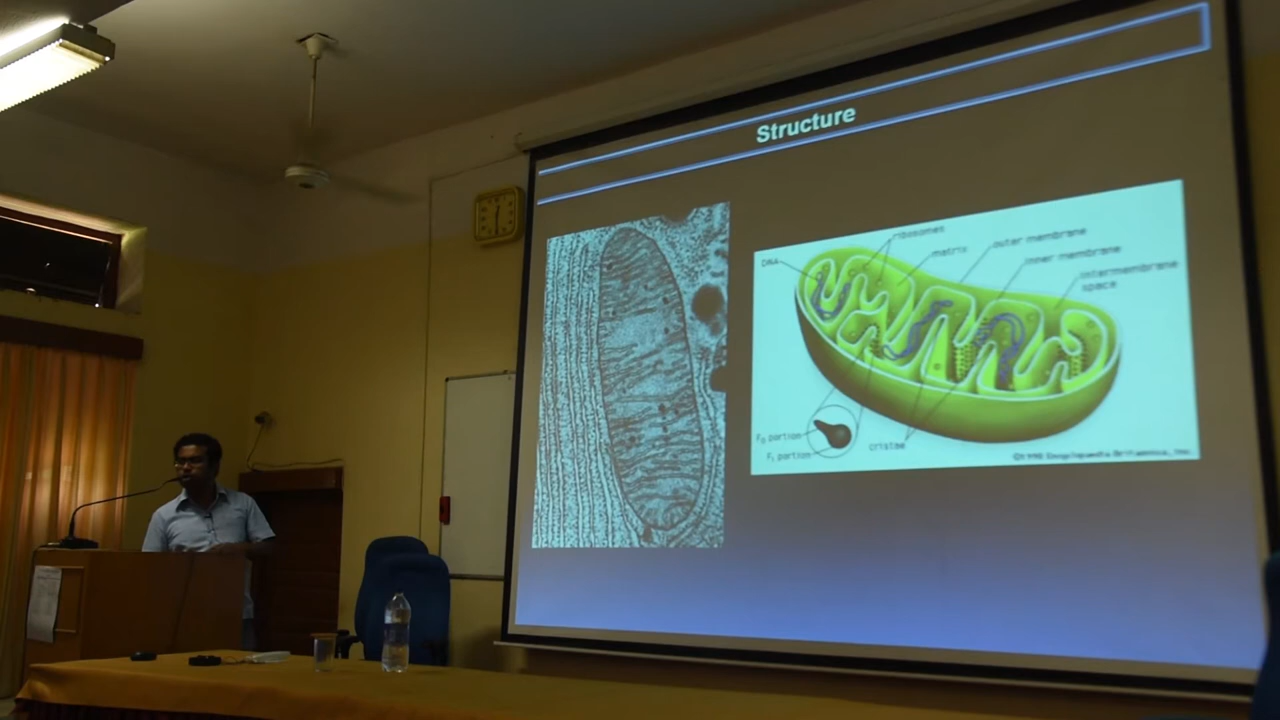 Structure
DNA
ribosomes
matrix
outer membrane
inner membrane
intermembrane
space
F₀ portion
F₁ portion
cristae
©1998 Encyclopaedia Britannica, Inc.